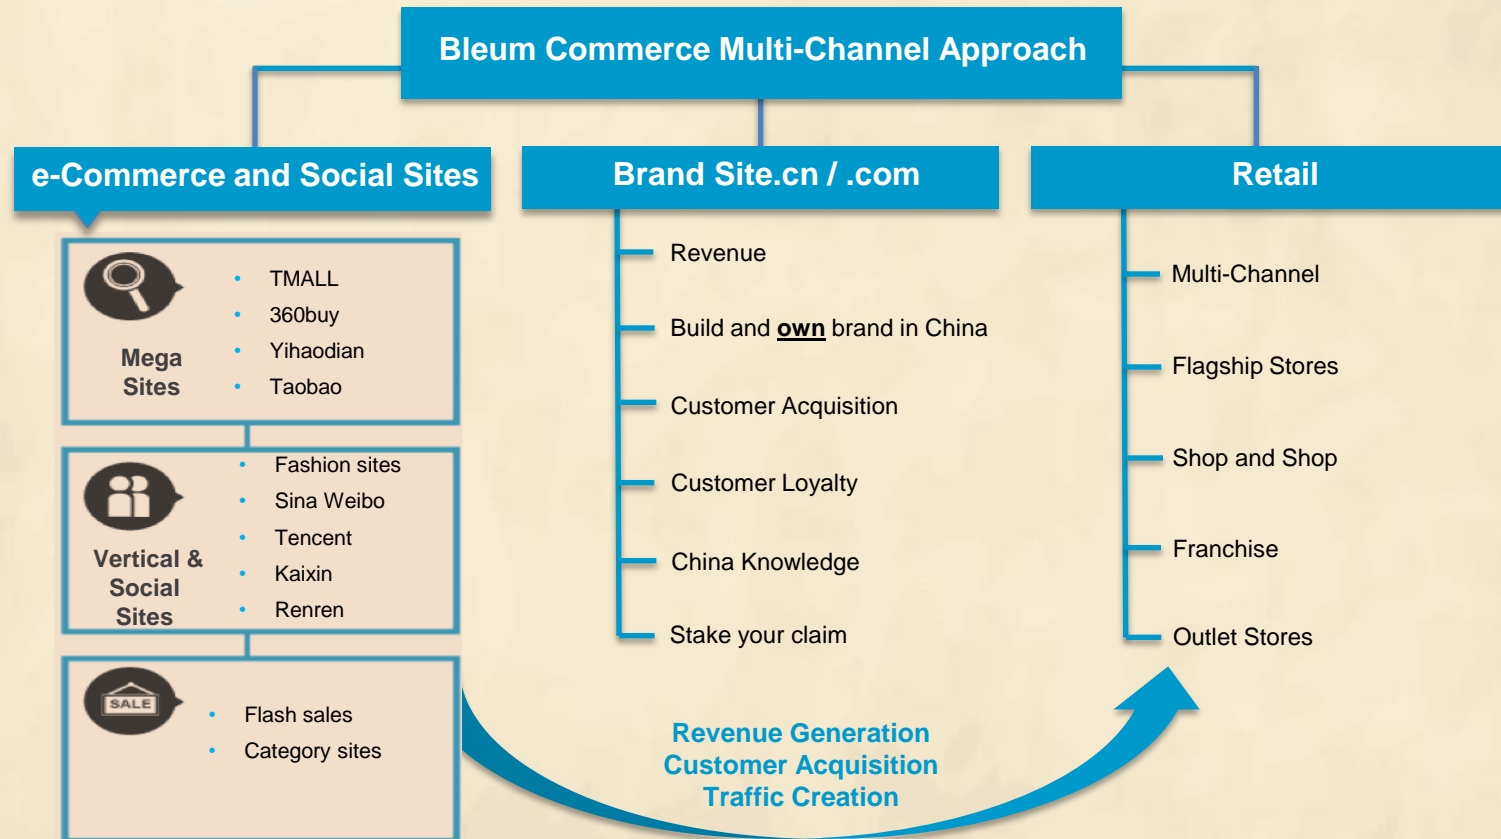 Bleum Commerce Multi-Channel Approach
e-Commerce and Social Sites
Mega
Sites
TMALL
360buy
Yihaodian
Taobao
Vertical &
Social
Sites
Fashion sites
Sina Weibo
Tencent
Kaixin
Renren
SALE
Flash sales
Category sites
Brand Site.cn / .com
Revenue
Build and own brand in China
Customer Acquisition
Customer Loyalty
China Knowledge
Stake your claim
Retail
Multi-Channel
Flagship Stores
Shop and Shop
Franchise
Outlet Stores
Revenue Generation
Customer Acquisition
Traffic Creation